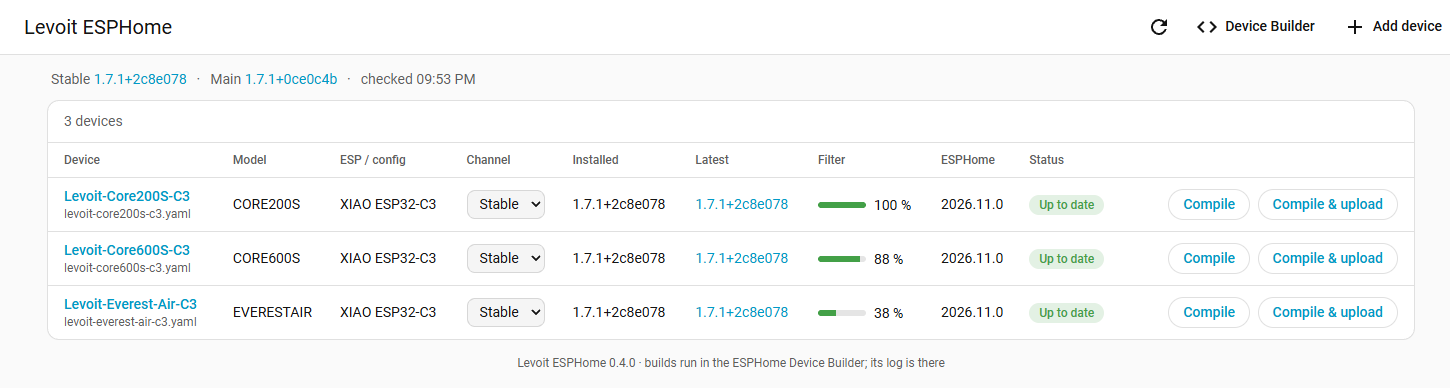 Levoit ESPHome
Device Builder
Add device
Stable 1.7.1+2c8e078 · Main 1.7.1+0ce0c4b · checked 09:53 PM
3 devices
Device Model ESP / config Channel Installed Latest Filter ESPHome Status
Levoit-Core200S-C3
levoit-core200s-c3.yaml
CORE200S XIAO ESP32-C3 Stable 1.7.1+2c8e078 1.7.1+2c8e078 100 % 2026.11.0 Up to date Compile Compile & upload
Levoit-Core600S-C3
levoit-core600s-c3.yaml
CORE600S XIAO ESP32-C3 Stable 1.7.1+2c8e078 1.7.1+2c8e078 88 % 2026.11.0 Up to date Compile Compile & upload
Levoit-Everest-Air-C3
levoit-everest-air-c3.yaml
EVERESTAIR XIAO ESP32-C3 Stable 1.7.1+2c8e078 1.7.1+2c8e078 38 % 2026.11.0 Up to date Compile Compile & upload
Levoit ESPHome 0.4.0 · builds run in the ESPHome Device Builder; its log is there